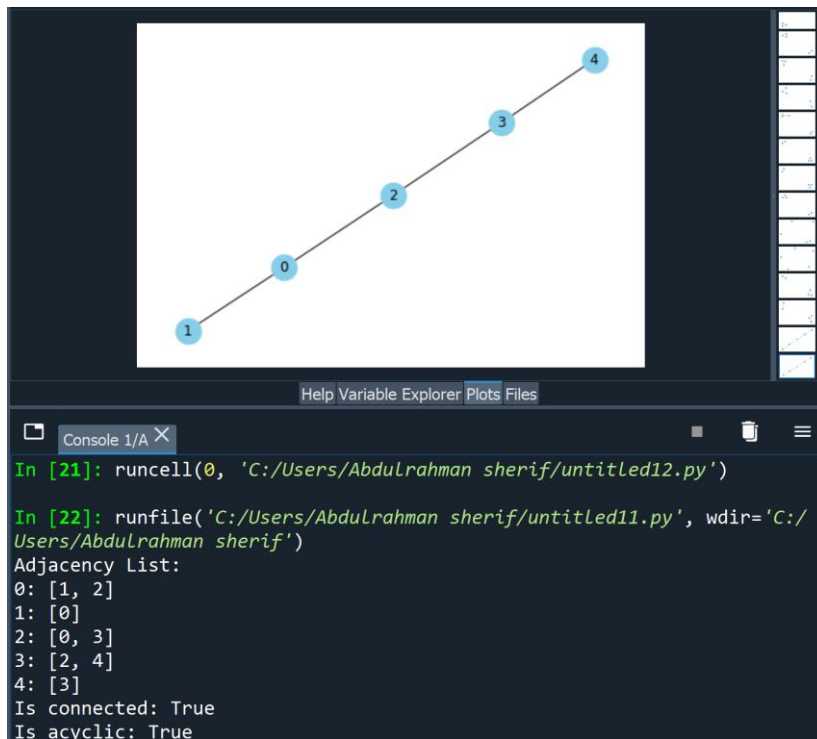 4
3
2
0
1
Help Variable Explorer Plots Files
Console 1/A
In [21]: runcell(0, 'C:/Users/Abdulrahman sherif/untitled12.py')
In [22]: runfile('C:/Users/Abdulrahman sherif/untitled11.py', wdir='C:/
Users/Abdulrahman sherif')
Adjacency List:
0: [1, 2]
1: [0]
2: [0, 3]
3: [2, 4]
4: [3]
Is connected: True
Is acyclic: True